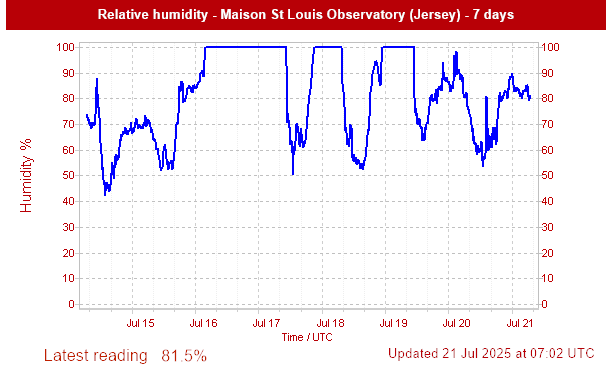 Relative humidity - Maison St Louis Observatory (Jersey) - 7 days
100 100
90 90
80 80
70 70
60 60
50 50
40 40
30 30
20 20
10 10
0 0
Humidity %
Jul 15 Jul 16 Jul 17 Jul 18 Jul 19 Jul 20 Jul 21
Time / UTC
Latest reading 81.5%
Updated 21 Jul 2025 at 07:02 UTC